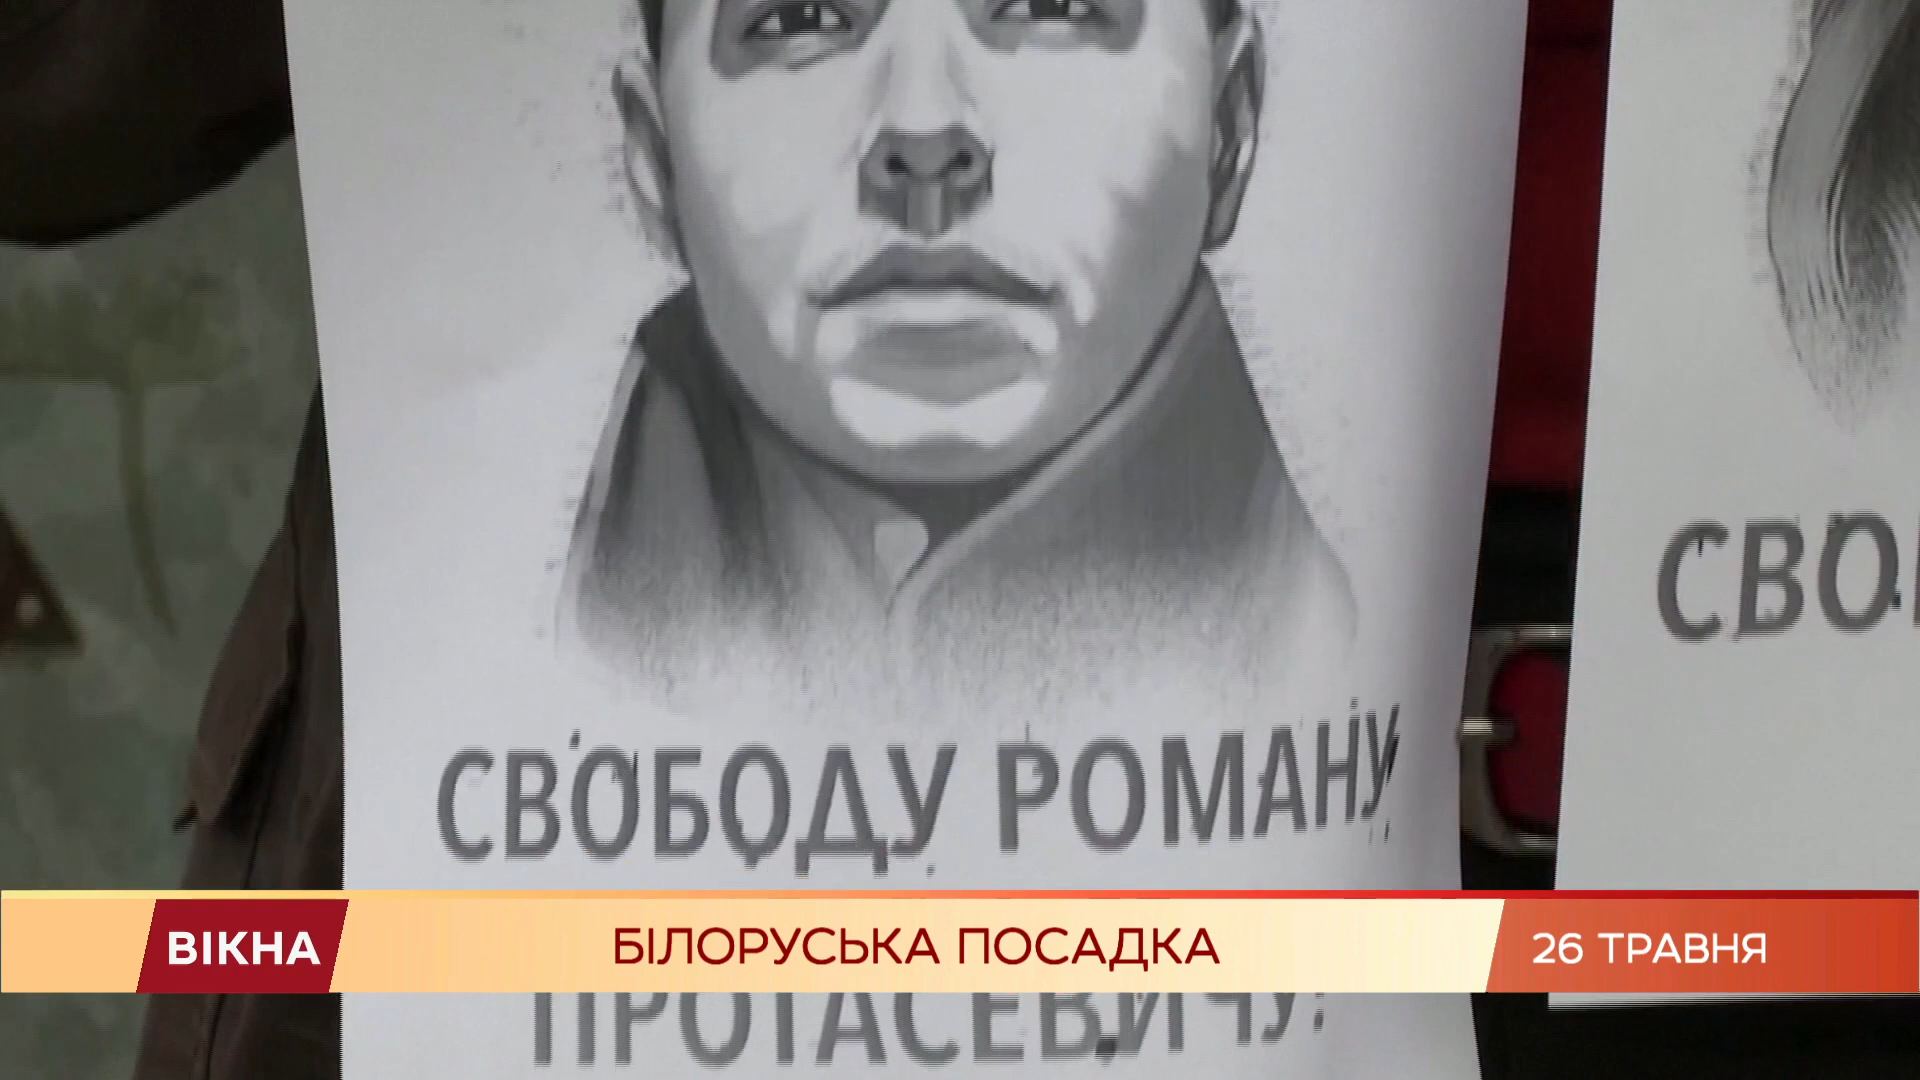 СВОБОДУ РОМАНУ
СВО
ВІКНА
БІЛОРУСЬКА ПОСАДКА
26 ТРАВНЯ
ПРОТАСЕВИЧУ!